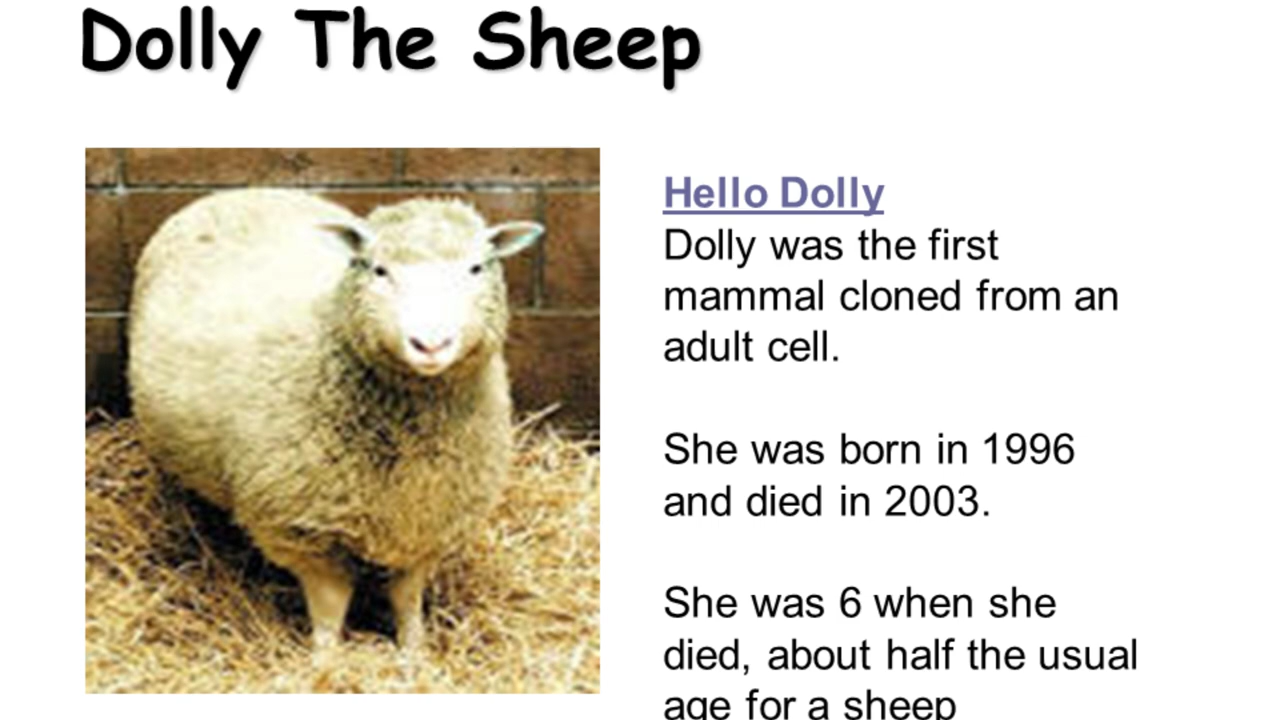 Dolly The Sheep
Hello Dolly
Dolly was the first
mammal cloned from an
adult cell.
She was born in 1996
and died in 2003.
She was 6 when she
died, about half the usual
age for a sheep